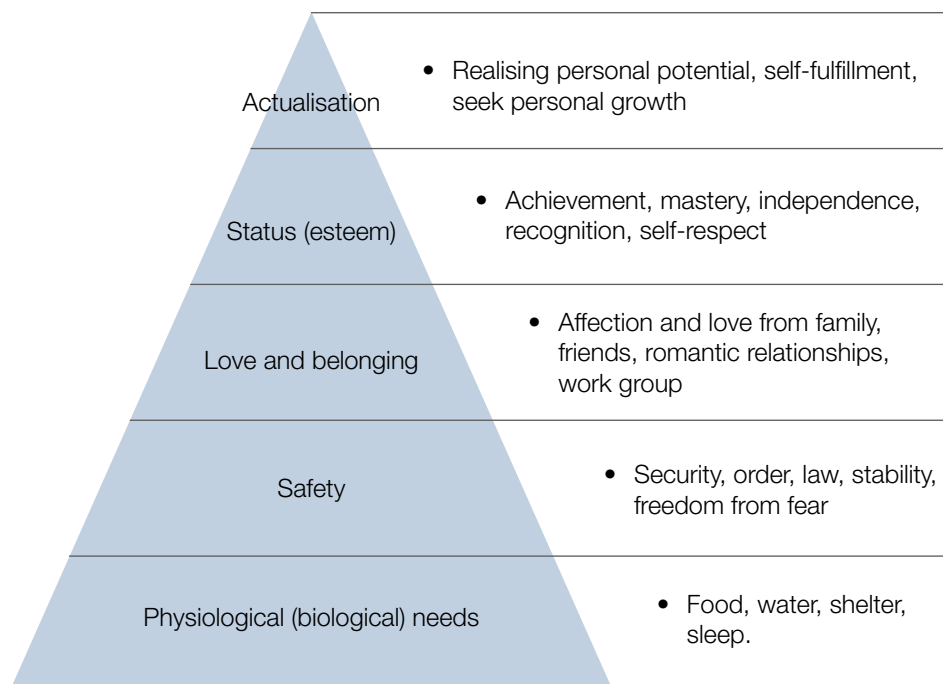 Actualisation
• Realising personal potential, self-fulfillment,
seek personal growth
Status (esteem)
• Achievement, mastery, independence,
recognition, self-respect
Love and belonging
• Affection and love from family,
friends, romantic relationships,
work group
Safety
• Security, order, law, stability,
freedom from fear
Physiological (biological) needs
• Food, water, shelter,
sleep.